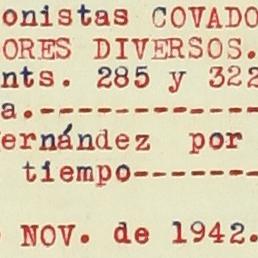 onistas COVADO
ORES DIVERSOS.
nts. 285 y 322
a.-------------
ernández por
tiempo-------
NOV. de 1942.